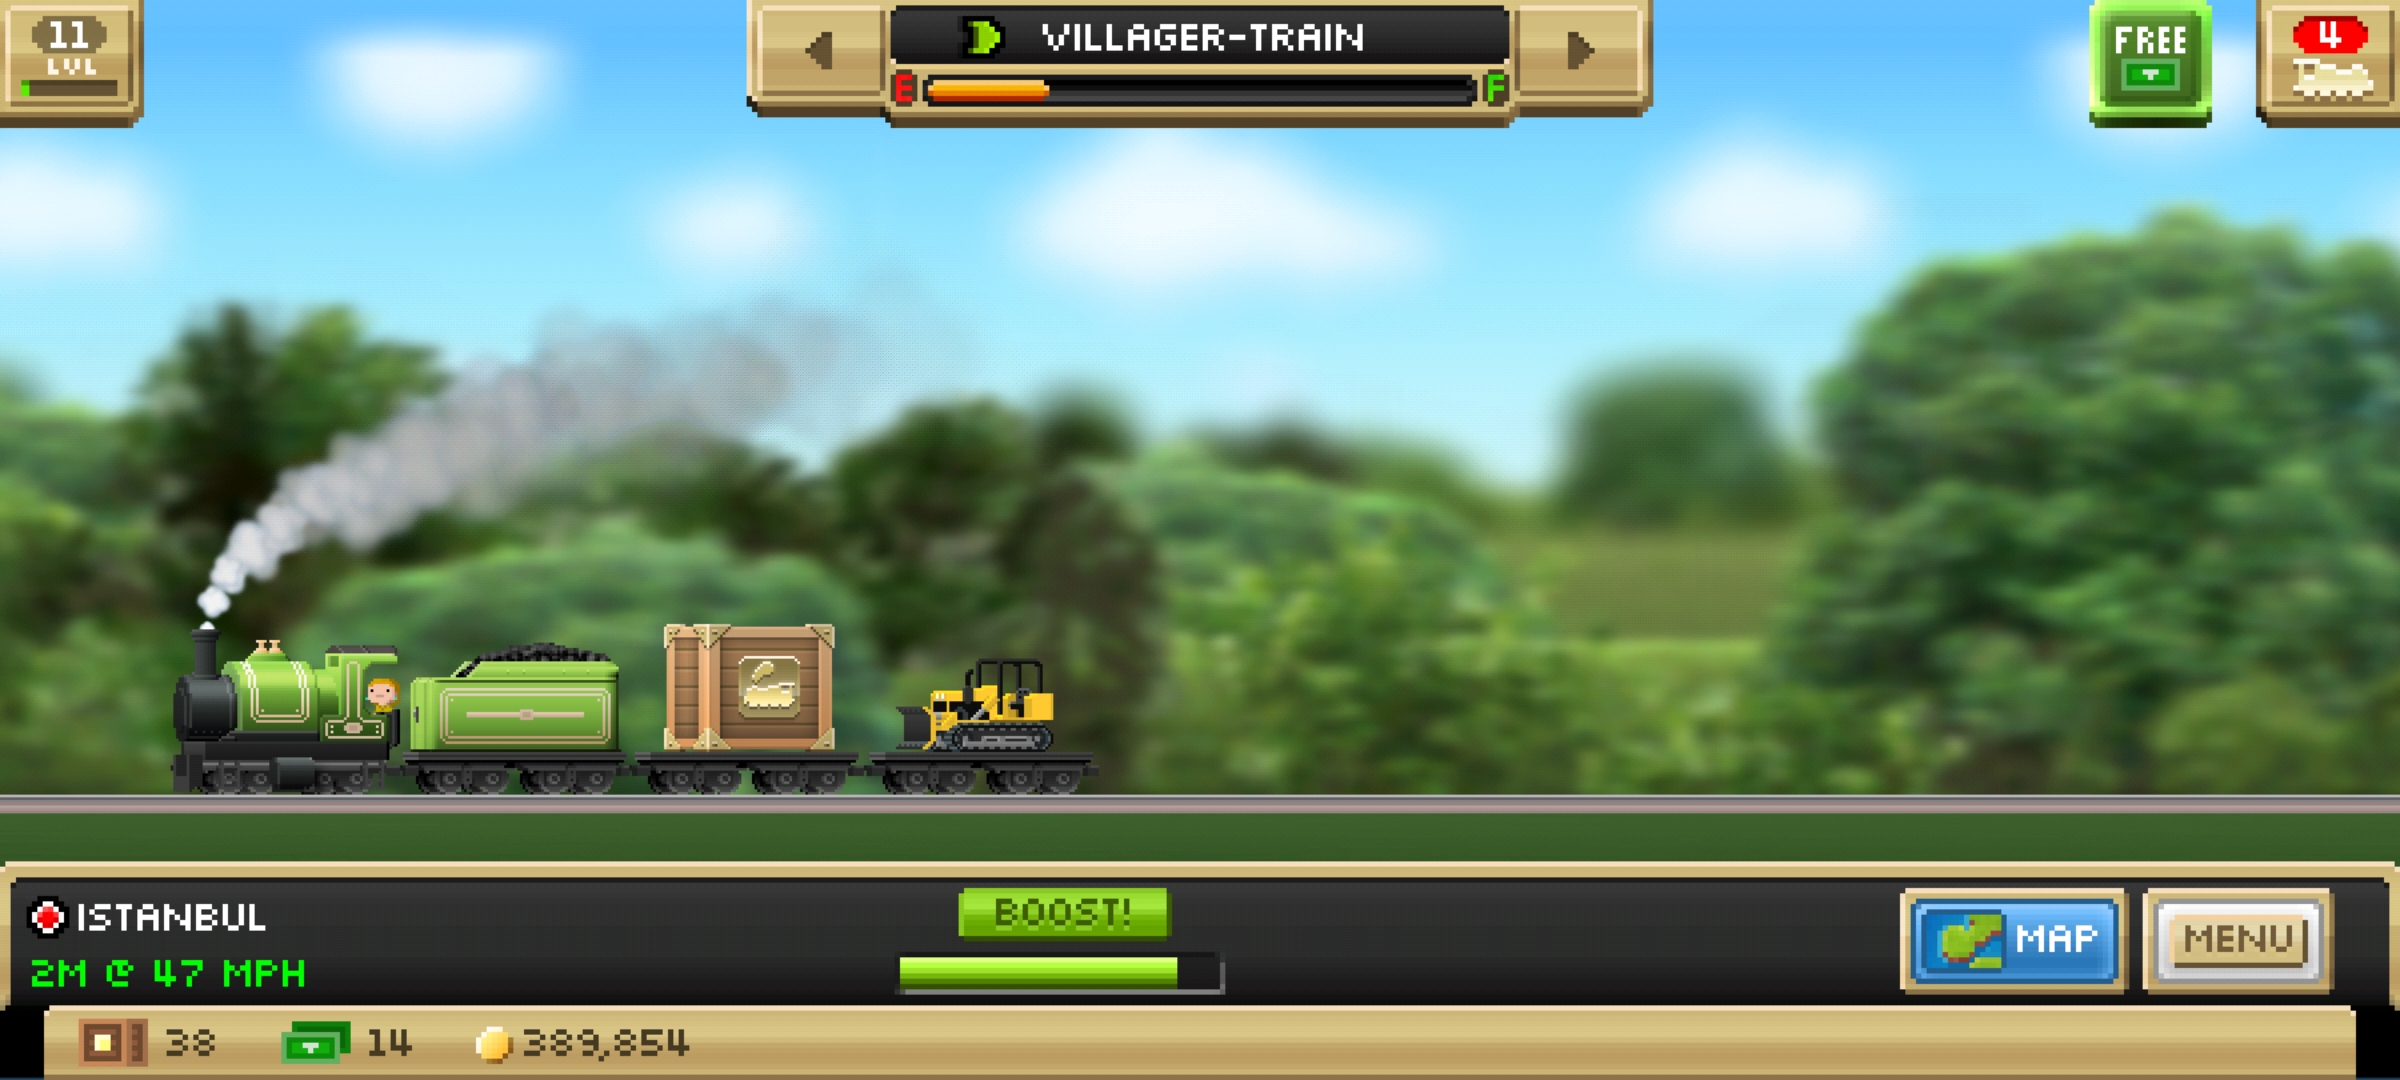 11
LVL
VILLAGER-TRAIN
E F
FREE
4
ISTANBUL
2M @ 47 MPH
BOOST!
MAP
MENU
38 14 389,854